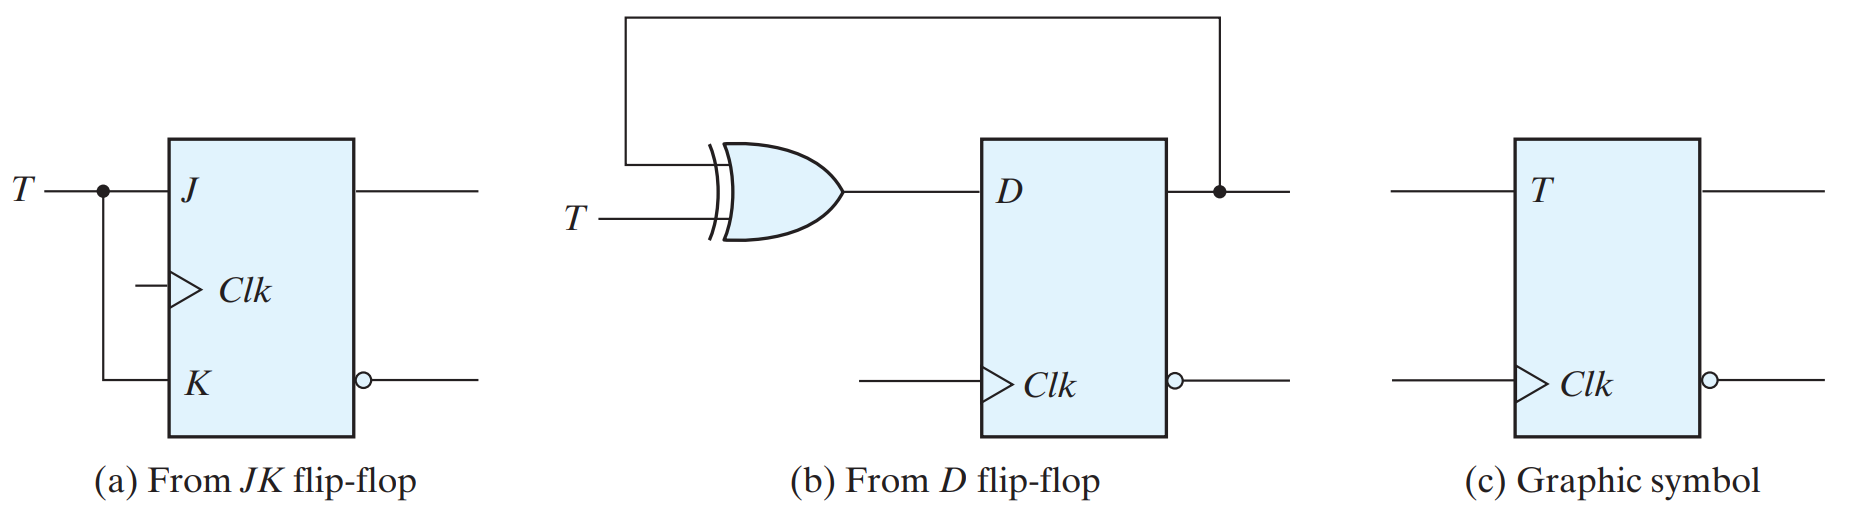 T
J
Clk
K
(a) From JK flip-flop
T
D
Clk
(b) From D flip-flop
T
Clk
(c) Graphic symbol